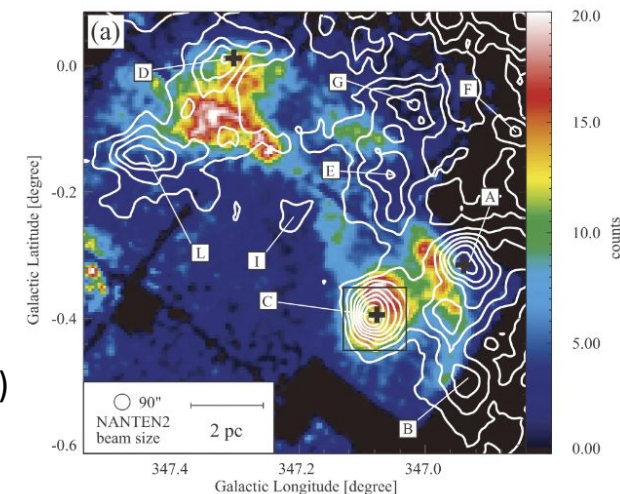 (a)
20.0
15.0
10.0
5.00
0.00
counts
0.0
-0.2
-0.4
-0.6
Galactic Latitude [degree]
D
G
F
E
A
L
I
C
B
)
90"
NANTEN2
beam size
2 pc
347.4
347.2
347.0
Galactic Longitude [degree]